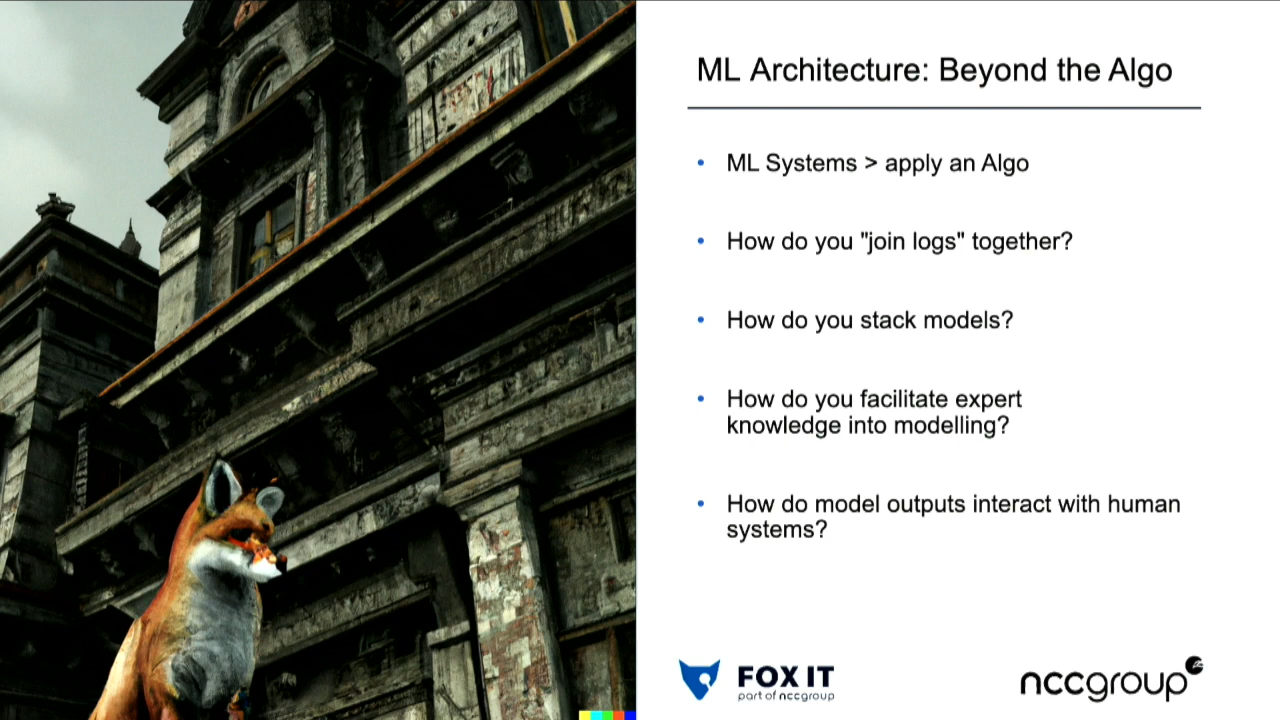 ML Architecture: Beyond the Algo
• ML Systems > apply an Algo
• How do you "join logs" together?
• How do you stack models?
• How do you facilitate expert
knowledge into modelling?
• How do model outputs interact with human
systems?
FOX IT
part of nccgroup
nccgroup